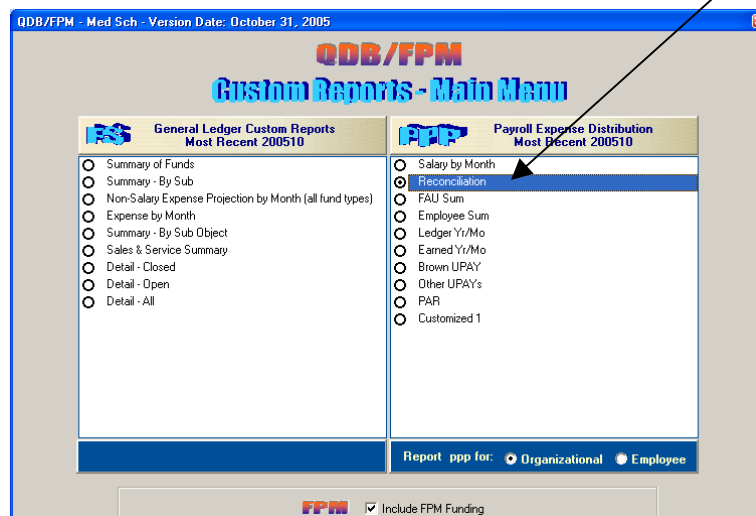 QDB/FPM - Med Sch - Version Date: October 31, 2005
QDB/FPM
Custom Reports - Main Menu
FS
General Ledger Custom Reports
Most Recent 200510
Summary of Funds
Summary - By Sub
Non-Salary Expense Projection by Month (all fund types)
Expense by Month
Summary - By Sub Object
Sales & Service Summary
Detail - Closed
Detail - Open
Detail - All
PPP
Payroll Expense Distribution
Most Recent 200510
Salary by Month
Reconciliation
FAU Sum
Employee Sum
Ledger Yr/Mo
Earned Yr/Mo
Brown UPAY
Other UPAY's
PAR
Customized 1
Report ppp for: Organizational Employee
FPM Include FPM Funding